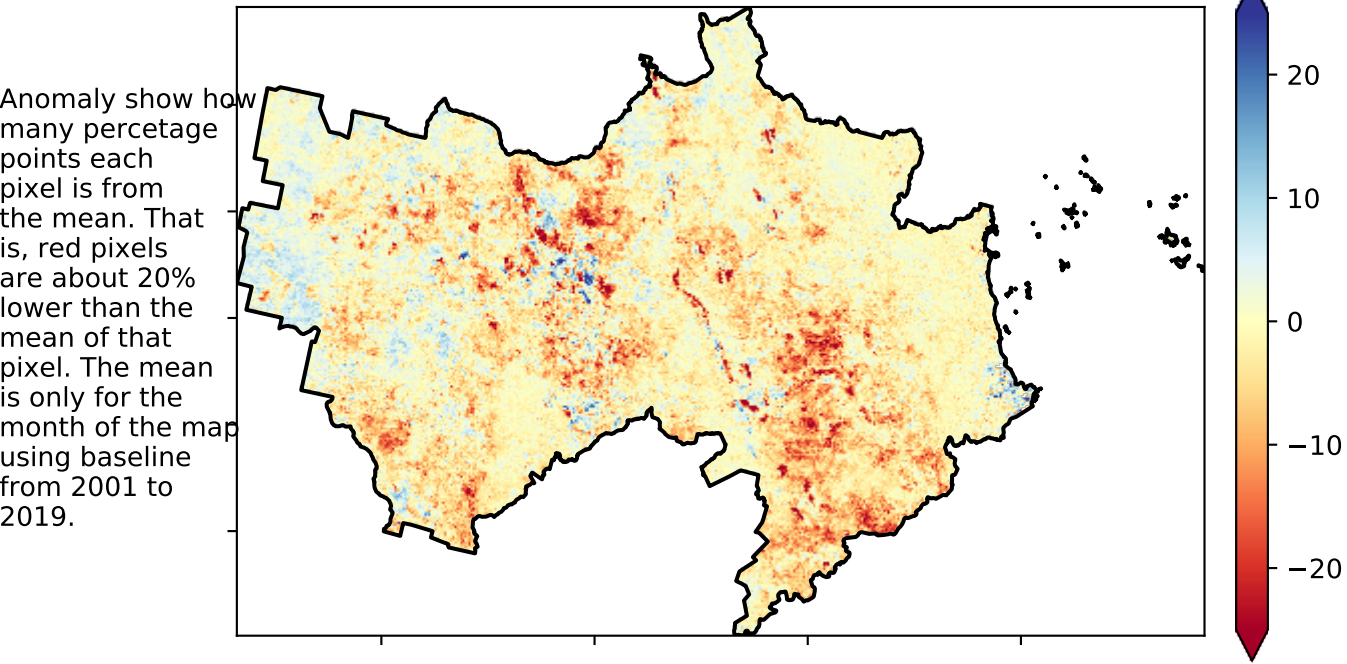 Anomaly show how
many percetage
points each
pixel is from
the mean. That
is, red pixels
are about 20%
lower than the
mean of that
pixel. The mean
is only for the
month of the map
using baseline
from 2001 to
2019.
20
10
0
−10
−20